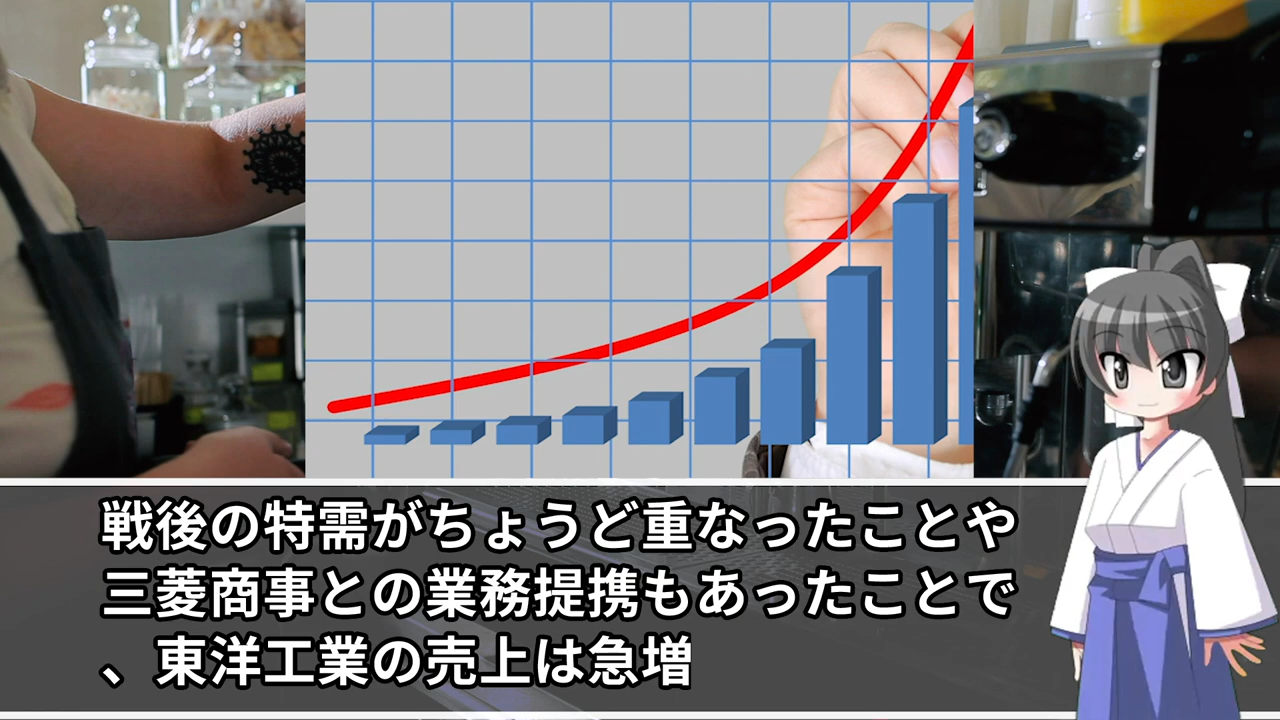 戦後の特需がちょうど重なったことや
三菱商事との業務提携もあったことで
、東洋工業の売上は急増